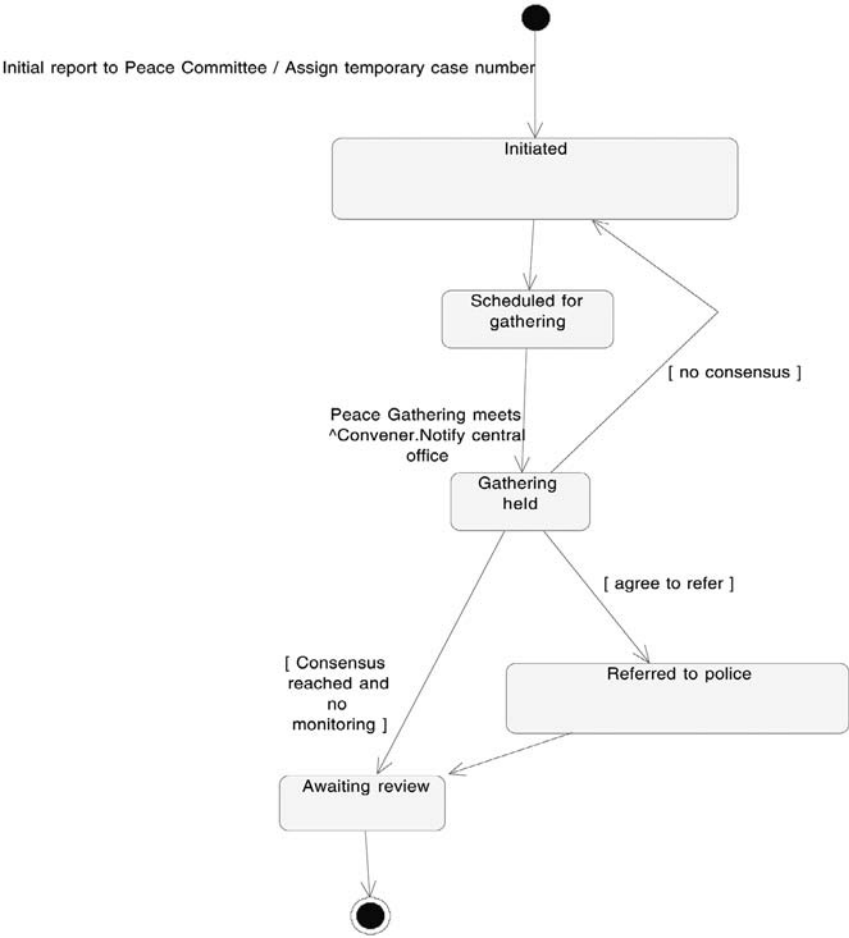 Initial report to Peace Committee / Assign temporary case number
Initiated
Scheduled for
gathering
[ no consensus ]
Peace Gathering meets
^Convener.Notify central
office
Gathering
held
[ agree to refer ]
[ Consensus
reached and
no
monitoring ]
Referred to police
Awaiting review